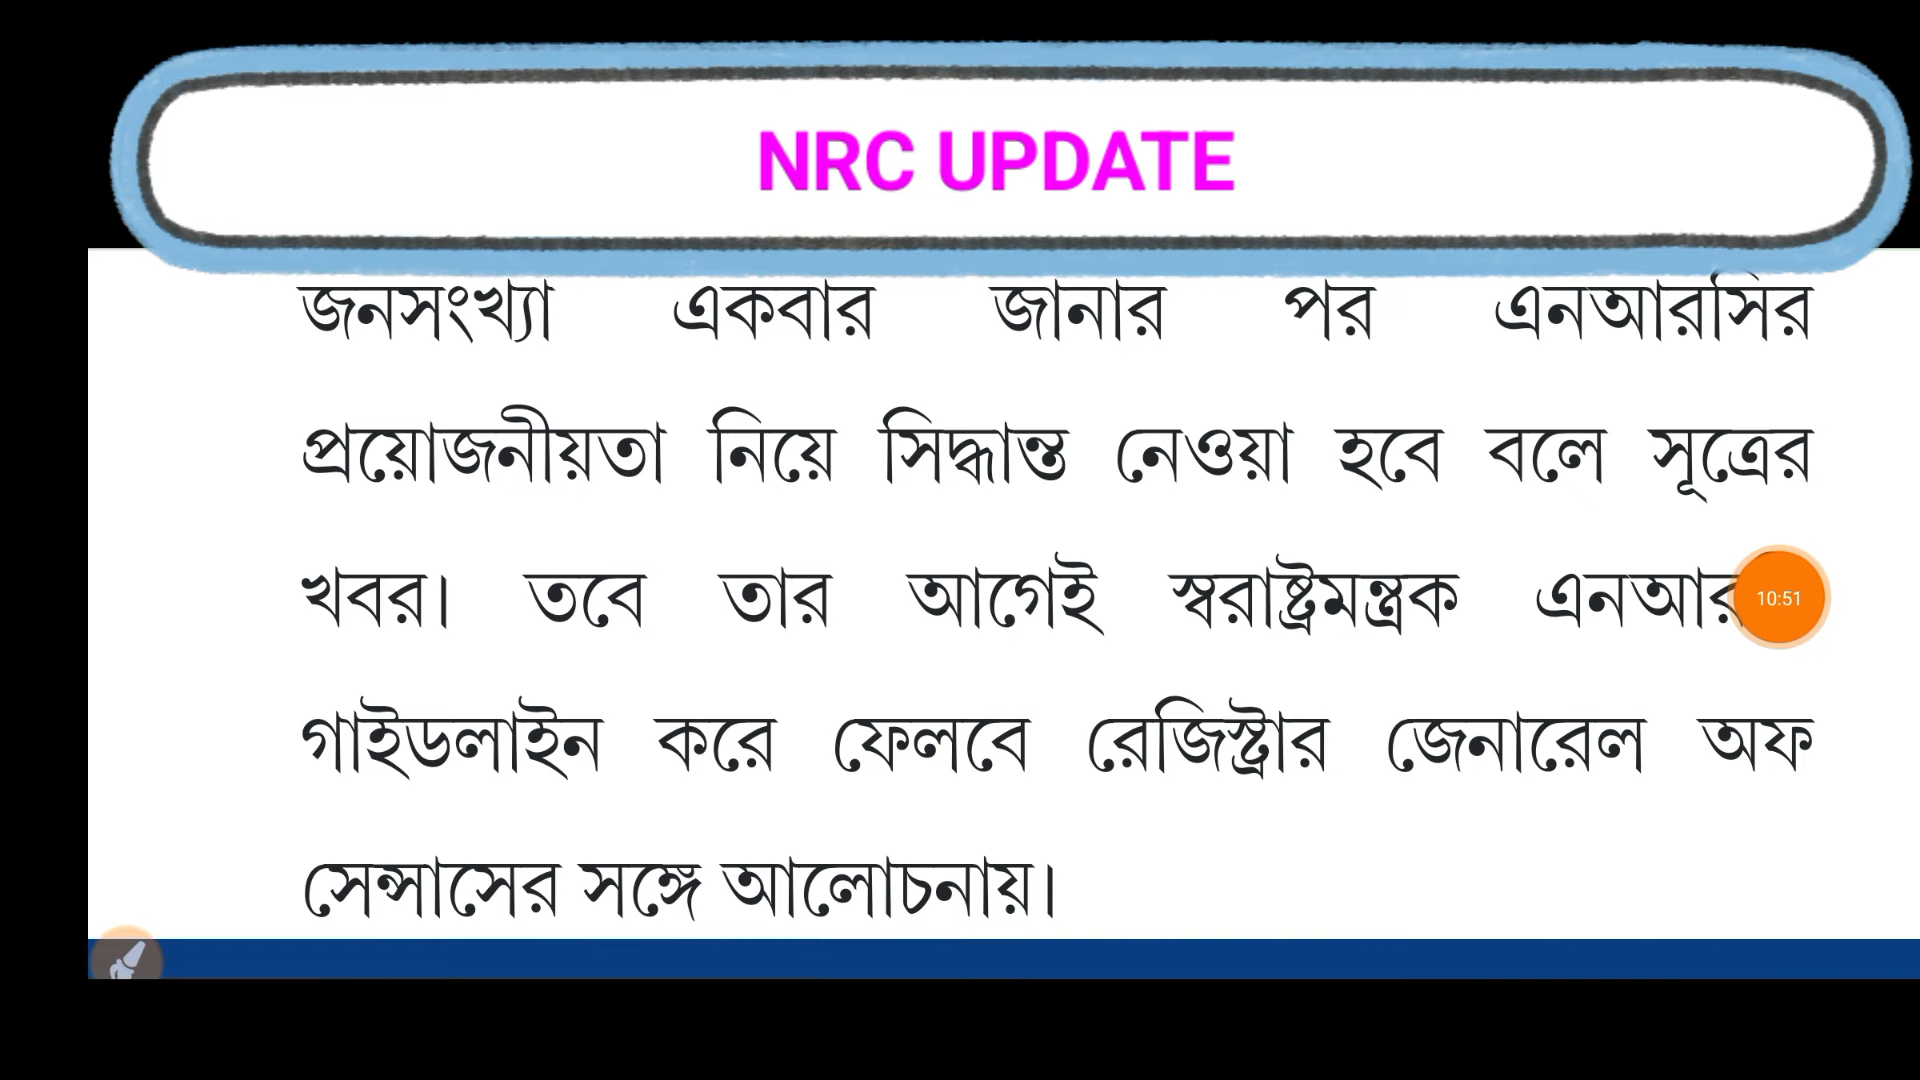 NRC UPDATE
জনসংখ্যা একবার জানার পর এনআরসির
প্রয়োজনীয়তা নিয়ে সিদ্ধান্ত নেওয়া হবে বলে সূত্রের
খবর। তবে তার আগেই স্বরাষ্ট্রমন্ত্রক এনআর
10:51
গাইডলাইন করে ফেলবে রেজিস্ট্রার জেনারেল অফ
সেন্সাসের সঙ্গে আলোচনায়।